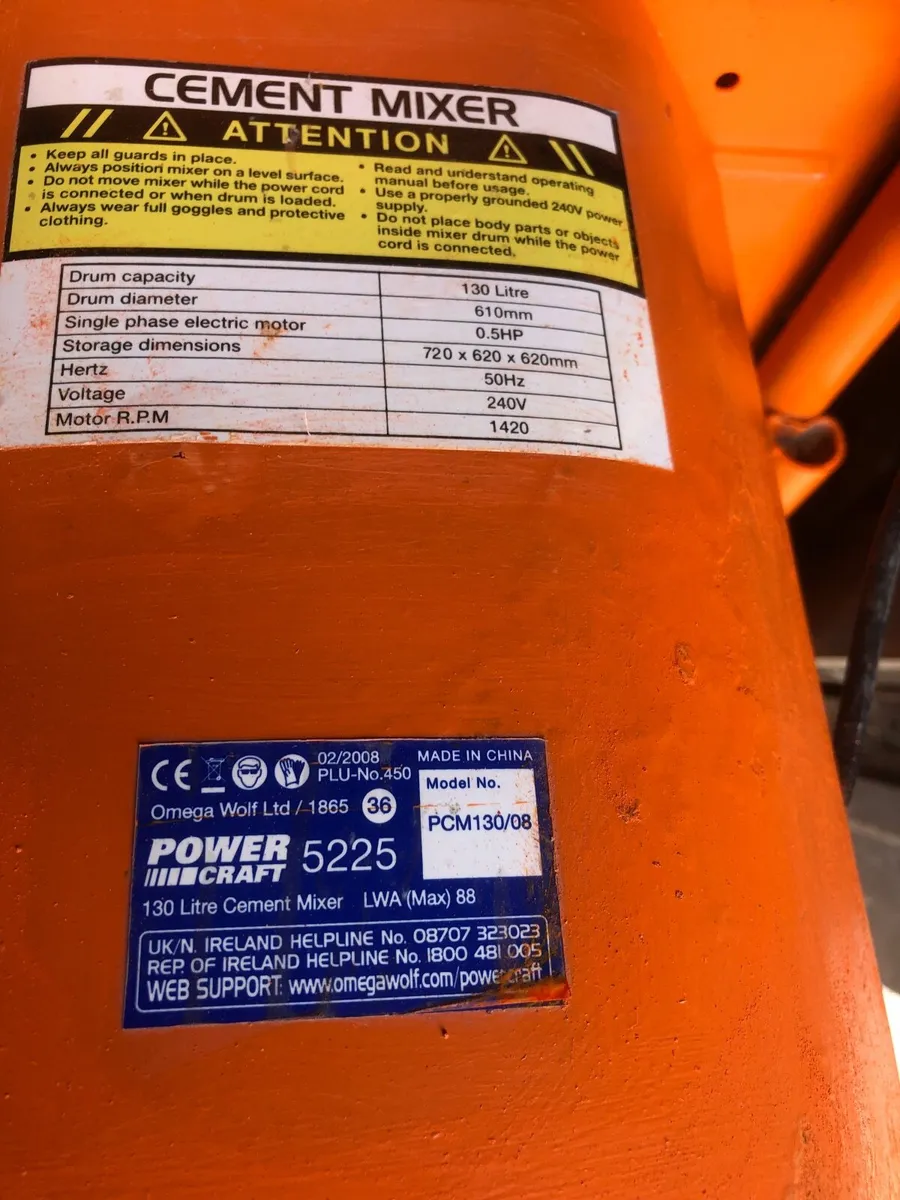 CEMENT MIXER
ATTENTION
• Keep all guards in place.
• Always position mixer on a level surface.
• Do not move mixer while the power cord
is connected or when drum is loaded.
• Always wear full goggles and protective
clothing.
• Read and understand operating
manual before usage.
• Use a properly grounded 240V power
supply.
• Do not place body parts or objects
inside mixer drum while the power
cord is connected.
Drum capacity 130 Litre
Drum diameter 610mm
Single phase electric motor 0.5HP
Storage dimensions 720 x 620 x 620mm
Hertz 50Hz
Voltage 240V
Motor R.P.M 1420
CE 02/2008
PLU-No.450
MADE IN CHINA
Omega Wolf Ltd / 1865 36
Model No.
PCM130/08
POWER
CRAFT
5225
130 Litre Cement Mixer LWA (Max) 88
UK/N. IRELAND HELPLINE No. 08707 323023
REP. OF IRELAND HELPLINE No. 1800 481 005
WEB SUPPORT: www.omegawolf.com/powercraft